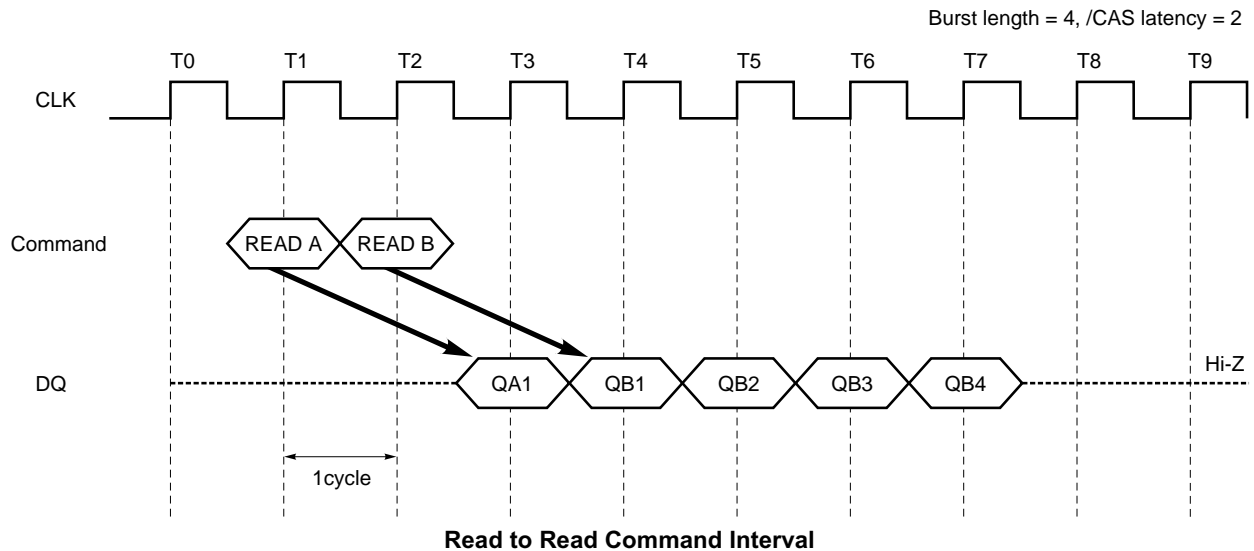 Burst length = 4, /CAS latency = 2
T0 T1 T2 T3 T4 T5 T6 T7 T8 T9
CLK
Command READ A READ B
Hi-Z
DQ QA1 QB1 QB2 QB3 QB4
1cycle
Read to Read Command Interval